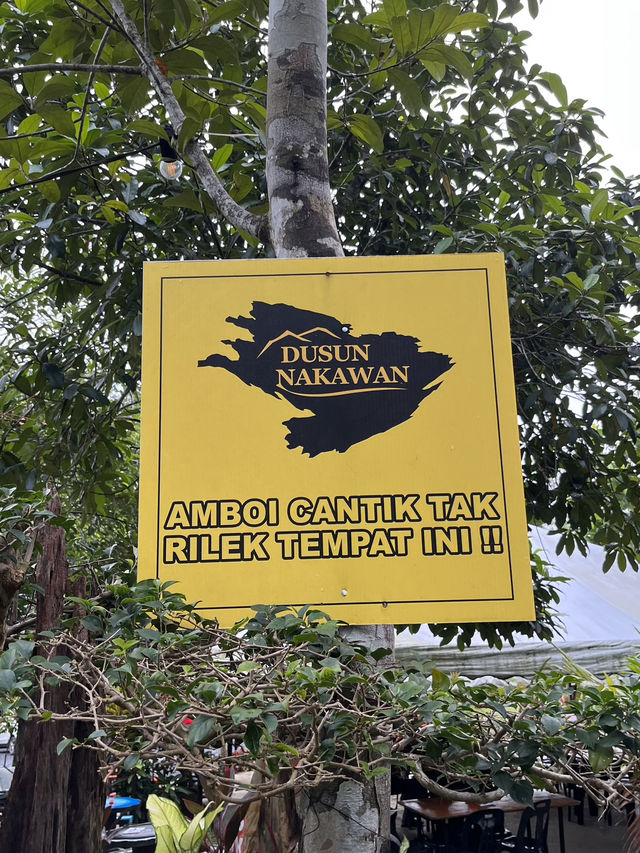 DUSUN
NAKAWAN
AMBOI CANTIK TAK
RILEK TEMPAT INI !!